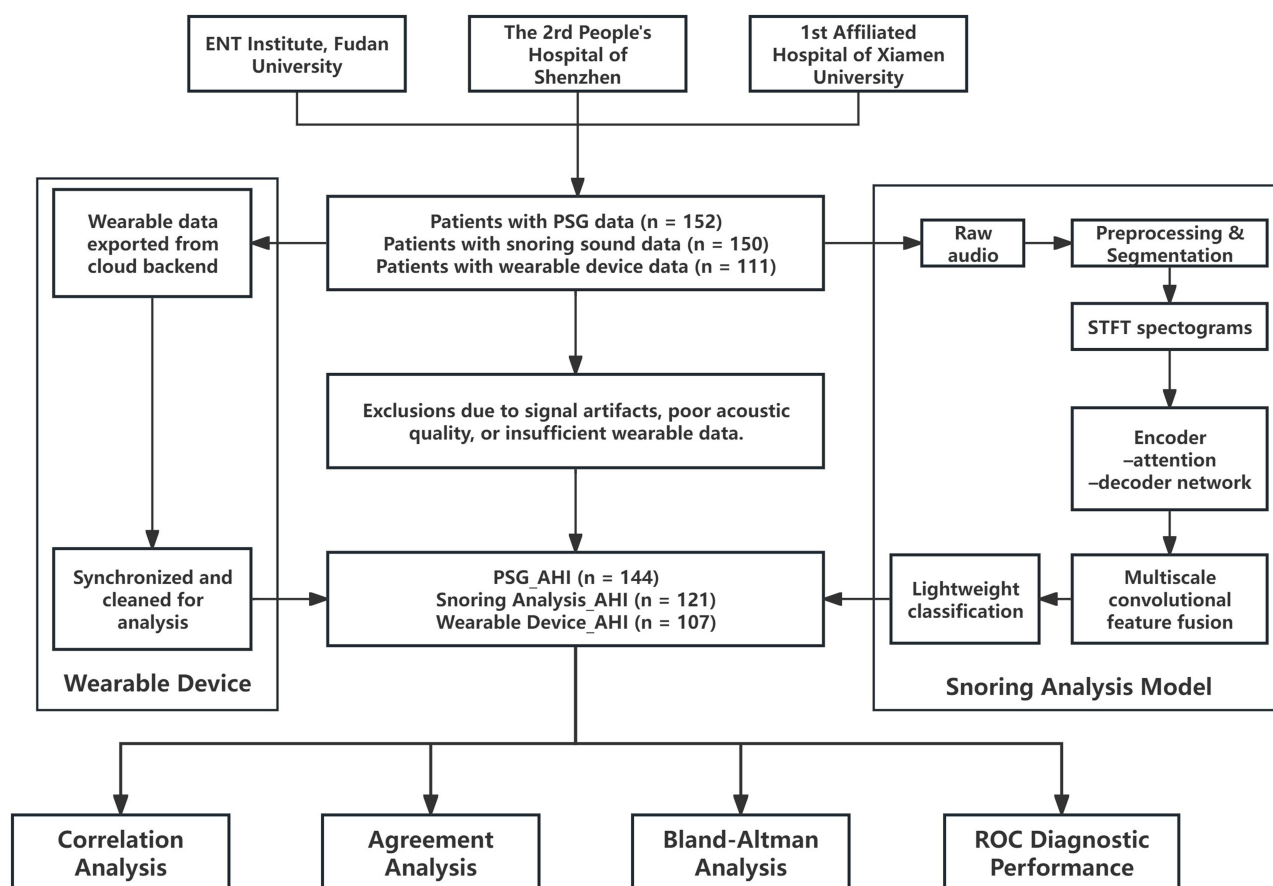 ENT Institute, Fudan
University
The 2rd People's
Hospital of
Shenzhen
1st Affiliated
Hospital of Xiamen
University
Wearable data
exported from
cloud backend
Patients with PSG data (n = 152)
Patients with snoring sound data (n = 150)
Patients with wearable device data (n = 111)
Raw
audio
Preprocessing &
Segmentation
STFT spectograms
Exclusions due to signal artifacts, poor acoustic
quality, or insufficient wearable data.
Encoder
–attention
–decoder network
Synchronized and
cleaned for
analysis
PSG_AHI (n = 144)
Snoring Analysis_AHI (n = 121)
Wearable Device_AHI (n = 107)
Lightweight
classification
Multiscale
convolutional
feature fusion
Wearable Device
Snoring Analysis Model
Correlation
Analysis
Agreement
Analysis
Bland-Altman
Analysis
ROC Diagnostic
Performance